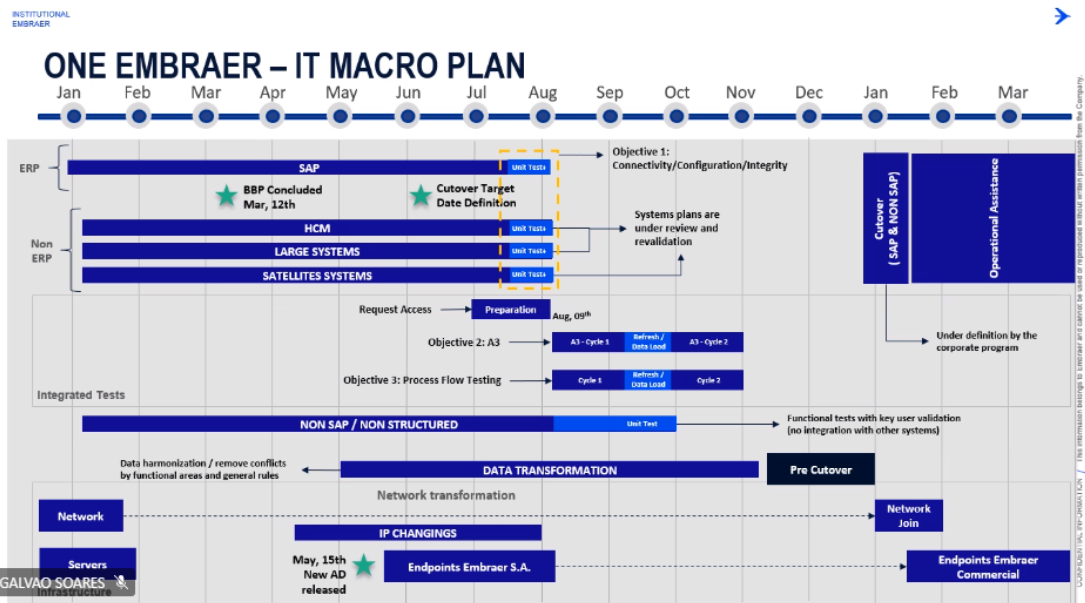 INSTITUTIONAL
EMBRAER
ONE EMBRAER – IT MACRO PLAN
Jan Feb Mar Apr May Jun Jul Aug Sep Oct Nov Dec Jan Feb Mar
ERP
SAP
Unit Test+
Objective 1:
Connectivity/Configuration/Integrity
BBP Concluded
Mar, 12th
Cutover Target
Date Definition
Non
ERP
HCM
Unit Test+
LARGE SYSTEMS
Unit Test+
SATELLITES SYSTEMS
Unit Test+
Systems plans are
under review and
revalidation
Cutover
( SAP & NON SAP)
Operational Assistance
Request Access
Preparation
Aug, 09th
Objective 2: A3
A3 - Cycle 1
Refresh /
Data Load
A3 - Cycle 2
Under definition by the
corporate program
Objective 3: Process Flow Testing
Cycle 1
Refresh /
Data Load
Cycle 2
Integrated Tests
NON SAP / NON STRUCTURED
Unit Test
Functional tests with key user validation
(no integration with other systems)
Data harmonization / remove conflicts
by functional areas and general rules
DATA TRANSFORMATION
Pre Cutover
Network transformation
Network
Network
Join
IP CHANGINGS
Servers
May, 15th
New AD
released
Endpoints Embraer S.A.
Endpoints Embraer
Commercial
GALVAO SOARES
Infrastructure
CONFIDENTIAL INFORMATION / This information belongs to Embraer and cannot be used or reproduced without written permission from the Company.